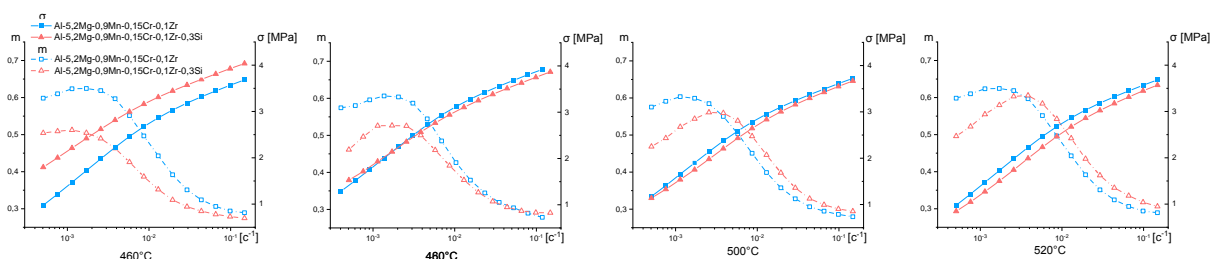 σ
Al-5,2Mg-0,9Mn-0,15Cr-0,1Zr
Al-5,2Mg-0,9Mn-0,15Cr-0,1Zr-0,3Si
m
Al-5,2Mg-0,9Mn-0,15Cr-0,1Zr
Al-5,2Mg-0,9Mn-0,15Cr-0,1Zr-0,3Si
m
σ [MPa]
0,7
0,6
0,5
0,4
0,3
4
3
2
1
10⁻³
10⁻²
10⁻¹ [c⁻¹]
460°C
m
σ [MPa]
0,7
0,6
0,5
0,4
0,3
4
3
2
1
10⁻³
10⁻²
10⁻¹ [c⁻¹]
460°C
m
σ [MPa]
0,7
0,6
0,5
0,4
0,3
4
3
2
1
10⁻³
10⁻²
10⁻¹ [c⁻¹]
500°C
m
σ [MPa]
0,7
0,6
0,5
0,4
0,3
4
3
2
1
10⁻³
10⁻²
10⁻¹ [c⁻¹]
520°C